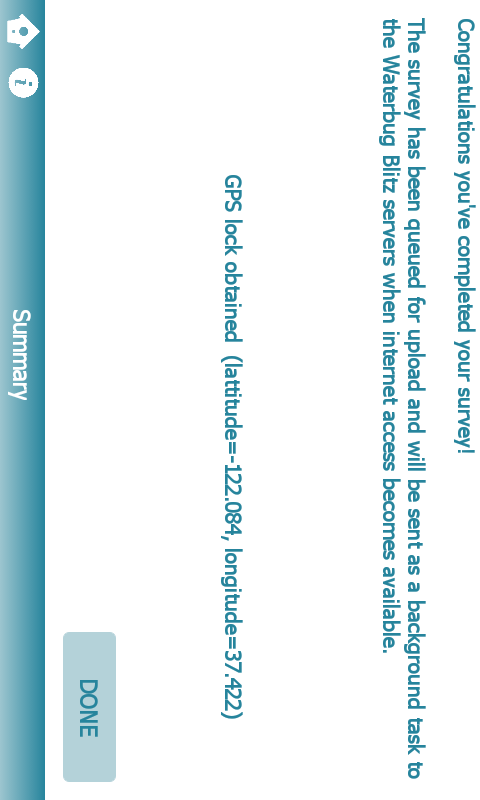 Congratulations you've completed your survey!
The survey has been queued for upload and will be sent as a background task to
the Waterbug Blitz servers when internet access becomes available.
GPS lock obtained (lattitude=-122.084, longitude=37.422)
DONE
i
Summary